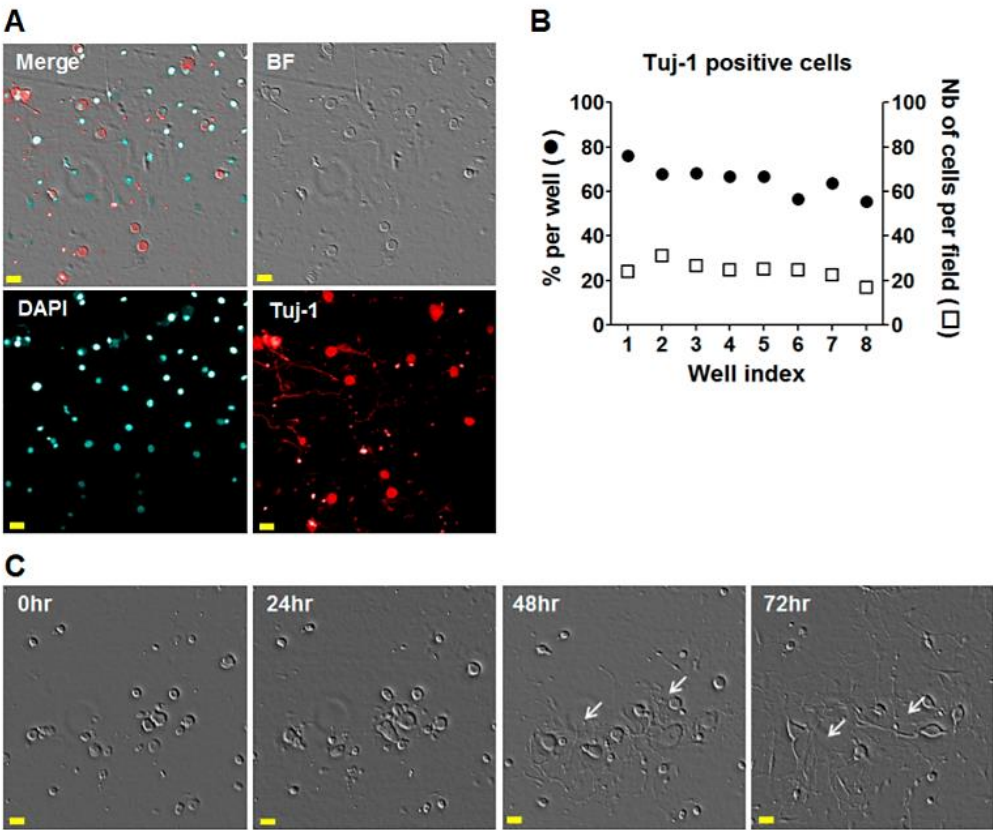 A
Merge
BF
DAPI
Tuj-1
B
Tuj-1 positive cells
% per well (●)
Nb of cells per field (□)
100
80
60
40
20
0
100
80
60
40
20
0
1 2 3 4 5 6 7 8
Well index
C
0hr
24hr
48hr
72hr